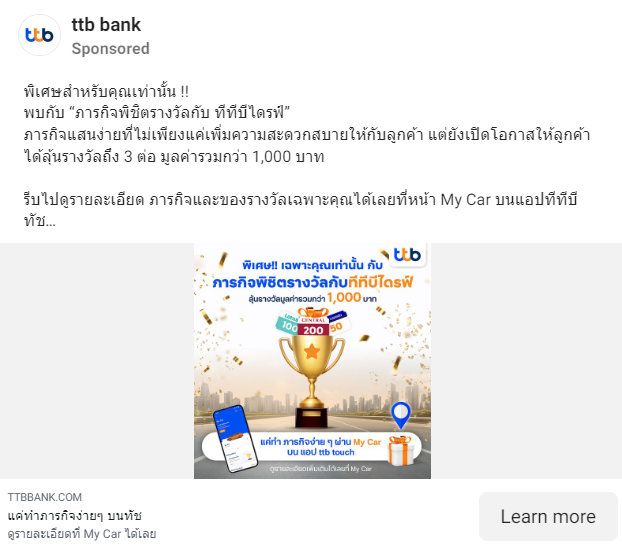 ttb
ttb bank
Sponsored
พิเศษสำหรับคุณเท่านั้น !!
พบกับ “ภารกิจพิชิตรางวัลกับ ทีทีบีไดรฟ์”
ภารกิจแสนง่ายที่ไม่เพียงแค่เพิ่มความสะดวกสบายให้กับลูกค้า แต่ยังเปิดโอกาสให้ลูกค้า
ได้ลุ้นรางวัลถึง 3 ต่อ มูลค่ารวมกว่า 1,000 บาท
รีบไปดูรายละเอียด ภารกิจและของรางวัลเฉพาะคุณได้เลยที่หน้า My Car บนแอปทีทีบี
ทัช...
ttb
พิเศษ!! เฉพาะคุณเท่านั้น กับ
ภารกิจพิชิตรางวัลกับทีทีบีไดรฟ์
ลุ้นรางวัลมูลค่ารวมกว่า 1,000 บาท
CENTRAL
100 200 50
แค่ทำ ภารกิจง่าย ๆ ผ่าน My Car
บน แอป ttb touch
ดูรายละเอียดเพิ่มเติมได้เลยที่ My Car
TTBBANK.COM
แค่ทำภารกิจง่ายๆ บนทัช
ดูรายละเอียดที่ My Car ได้เลย
Learn more